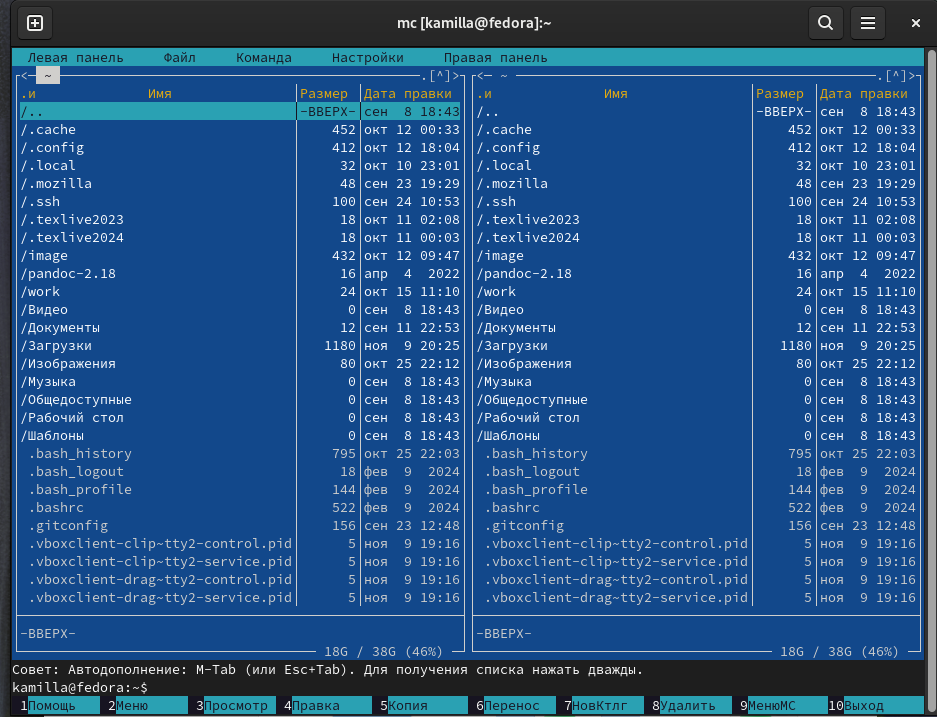 mc [kamilla@fedora]:~
Левая панель Файл Команда Настройки Правая панель
<─ ~ .[^]> <─ ~ .[^]>
.и Имя Размер Дата правки .и Имя Размер Дата правки
/.. -ВВЕРХ- сен 8 18:43 /.. -ВВЕРХ- сен 8 18:43
/.cache 452 окт 12 00:33 /.cache 452 окт 12 00:33
/.config 412 окт 12 18:04 /.config 412 окт 12 18:04
/.local 32 окт 10 23:01 /.local 32 окт 10 23:01
/.mozilla 48 сен 23 19:29 /.mozilla 48 сен 23 19:29
/.ssh 100 сен 24 10:53 /.ssh 100 сен 24 10:53
/.texlive2023 18 окт 11 02:08 /.texlive2023 18 окт 11 02:08
/.texlive2024 18 окт 11 00:03 /.texlive2024 18 окт 11 00:03
/image 432 окт 12 09:47 /image 432 окт 12 09:47
/pandoc-2.18 16 апр 4 2022 /pandoc-2.18 16 апр 4 2022
/work 24 окт 15 11:10 /work 24 окт 15 11:10
/Видео 0 сен 8 18:43 /Видео 0 сен 8 18:43
/Документы 12 сен 11 22:53 /Документы 12 сен 11 22:53
/Загрузки 1180 ноя 9 20:25 /Загрузки 1180 ноя 9 20:25
/Изображения 80 окт 25 22:12 /Изображения 80 окт 25 22:12
/Музыка 0 сен 8 18:43 /Музыка 0 сен 8 18:43
/Общедоступные 0 сен 8 18:43 /Общедоступные 0 сен 8 18:43
/Рабочий стол 0 сен 8 18:43 /Рабочий стол 0 сен 8 18:43
/Шаблоны 0 сен 8 18:43 /Шаблоны 0 сен 8 18:43
.bash_history 795 окт 25 22:03 .bash_history 795 окт 25 22:03
.bash_logout 18 фев 9 2024 .bash_logout 18 фев 9 2024
.bash_profile 144 фев 9 2024 .bash_profile 144 фев 9 2024
.bashrc 522 фев 9 2024 .bashrc 522 фев 9 2024
.gitconfig 156 сен 23 12:48 .gitconfig 156 сен 23 12:48
.vboxclient-clip~tty2-control.pid 5 ноя 9 19:16 .vboxclient-clip~tty2-control.pid 5 ноя 9 19:16
.vboxclient-clip~tty2-service.pid 5 ноя 9 19:16 .vboxclient-clip~tty2-service.pid 5 ноя 9 19:16
.vboxclient-drag~tty2-control.pid 5 ноя 9 19:16 .vboxclient-drag~tty2-control.pid 5 ноя 9 19:16
.vboxclient-drag~tty2-service.pid 5 ноя 9 19:16 .vboxclient-drag~tty2-service.pid 5 ноя 9 19:16
-ВВЕРХ- -ВВЕРХ-
18G / 38G (46%) 18G / 38G (46%)
Совет: Автодополнение: M-Tab (или Esc+Tab). Для получения списка нажать дважды.
kamilla@fedora:~$
1Помощь 2Меню 3Просмотр 4Правка 5Копия 6Перенос 7НовКтлг 8Удалить 9МенюМС 10Выход